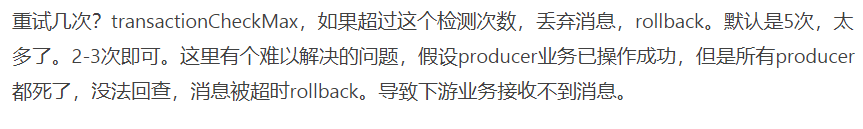 重试几次？transactionCheckMax，如果超过这个检测次数，丢弃消息，rollback。默认是5次，太
多了。2-3次即可。这里有个难以解决的问题，假设producer业务已操作成功，但是所有producer
都死了，没法回查，消息被超时rollback。导致下游业务接收不到消息。